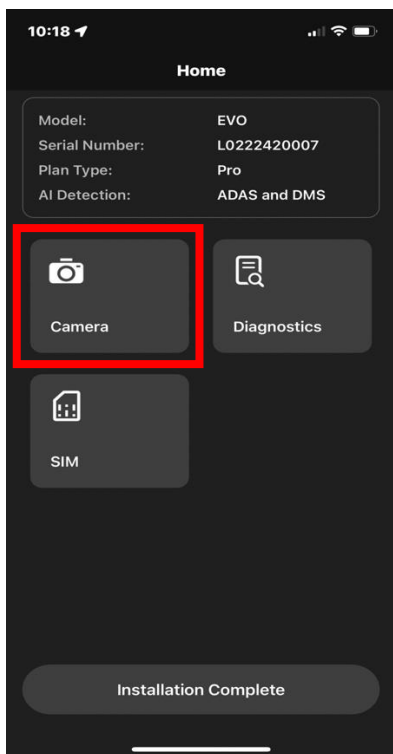 10:18
Home
Model: EVO
Serial Number: L0222420007
Plan Type: Pro
AI Detection: ADAS and DMS
Camera
Diagnostics
SIM
Installation Complete